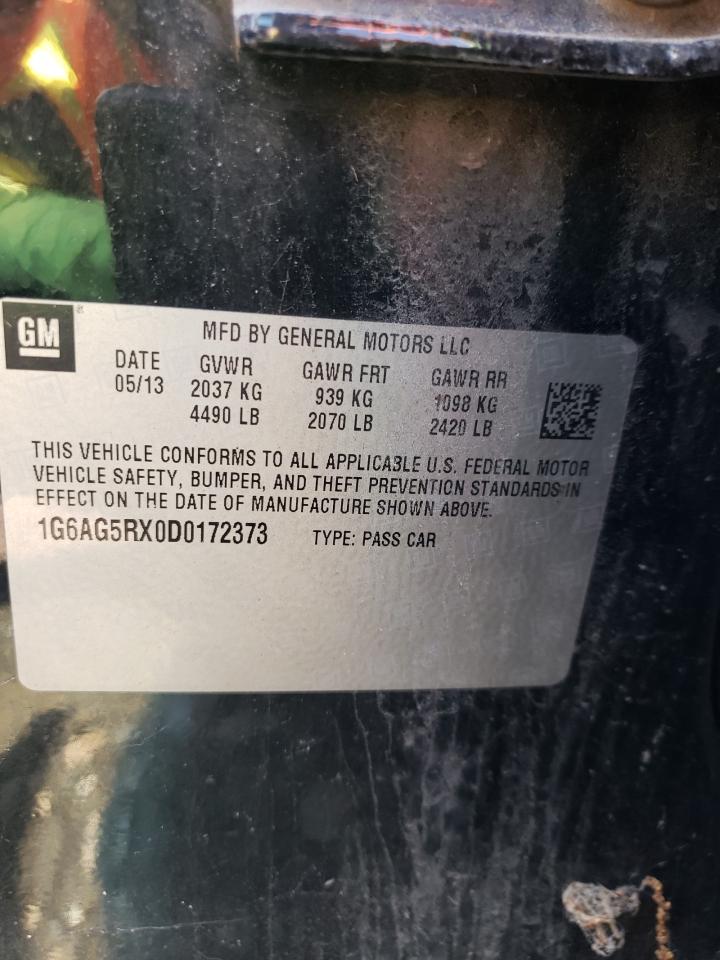 GM
MFD BY GENERAL MOTORS LLC
DATE GVWR GAWR FRT GAWR RR
05/13 2037 KG 939 KG 1098 KG
4490 LB 2070 LB 2420 LB
THIS VEHICLE CONFORMS TO ALL APPLICABLE U.S. FEDERAL MOTOR
VEHICLE SAFETY, BUMPER, AND THEFT PREVENTION STANDARDS IN
EFFECT ON THE DATE OF MANUFACTURE SHOWN ABOVE.
1G6AG5RX0D0172373 TYPE: PASS CAR